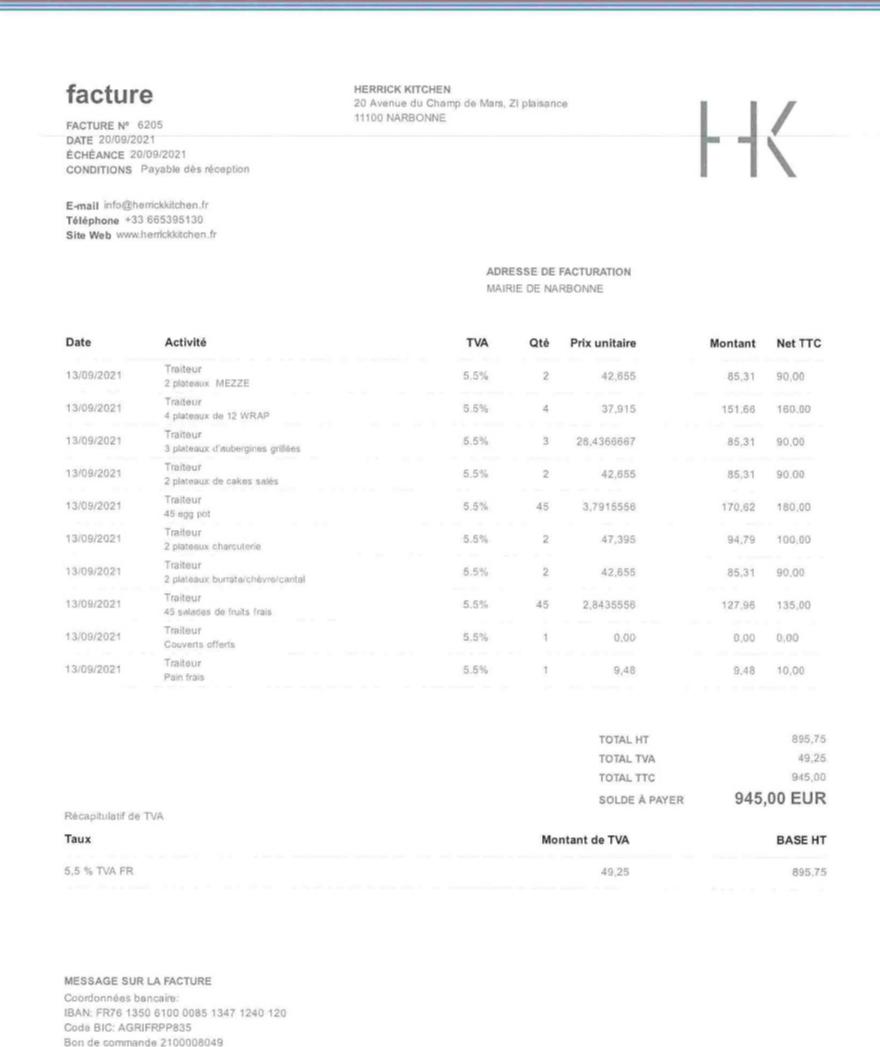 facture
FACTURE N° 6205
DATE 20/09/2021
ÉCHÉANCE 20/09/2021
CONDITIONS Payable dès réception
E-mail info@herrickkitchen.fr
Téléphone +33 665395130
Site Web www.herrickkitchen.fr
HERRICK KITCHEN
20 Avenue du Champ de Mars, ZI plaisance
11100 NARBONNE
HK
ADRESSE DE FACTURATION
MAIRIE DE NARBONNE
Date Activité TVA Qté Prix unitaire Montant Net TTC
13/09/2021 Traiteur 5.5% 2 42,655 85,31 90,00
2 plateaux MEZZE
13/09/2021 Traiteur 5.5% 4 37,915 151,66 160,00
4 plateaux de 12 WRAP
13/09/2021 Traiteur 5.5% 3 28,4366667 85,31 90,00
3 plateaux d'aubergines grillées
13/09/2021 Traiteur 5.5% 2 42,655 85,31 90,00
2 plateaux de cakes salés
13/09/2021 Traiteur 5.5% 45 3,7915556 170,62 180,00
45 egg pot
13/09/2021 Traiteur 5.5% 2 47,395 94,79 100,00
2 plateaux charcuterie
13/09/2021 Traiteur 5.5% 2 42,655 85,31 90,00
2 plateaux burrata/chèvre/cantal
13/09/2021 Traiteur 5.5% 45 2,8435556 127,96 135,00
45 salades de fruits frais
13/09/2021 Traiteur 5.5% 1 0,00 0,00 0,00
Couverts offerts
13/09/2021 Traiteur 5.5% 1 9,48 9,48 10,00
Pain frais
TOTAL HT 895,75
TOTAL TVA 49,25
TOTAL TTC 945,00
SOLDE À PAYER 945,00 EUR
Récapitulatif de TVA
Taux Montant de TVA BASE HT
5,5 % TVA FR 49,25 895,75
MESSAGE SUR LA FACTURE
Coordonnées bancaire:
IBAN: FR76 1350 6100 0085 1347 1240 120
Code BIC: AGRIFRPP835
Bon de commande 2100008049